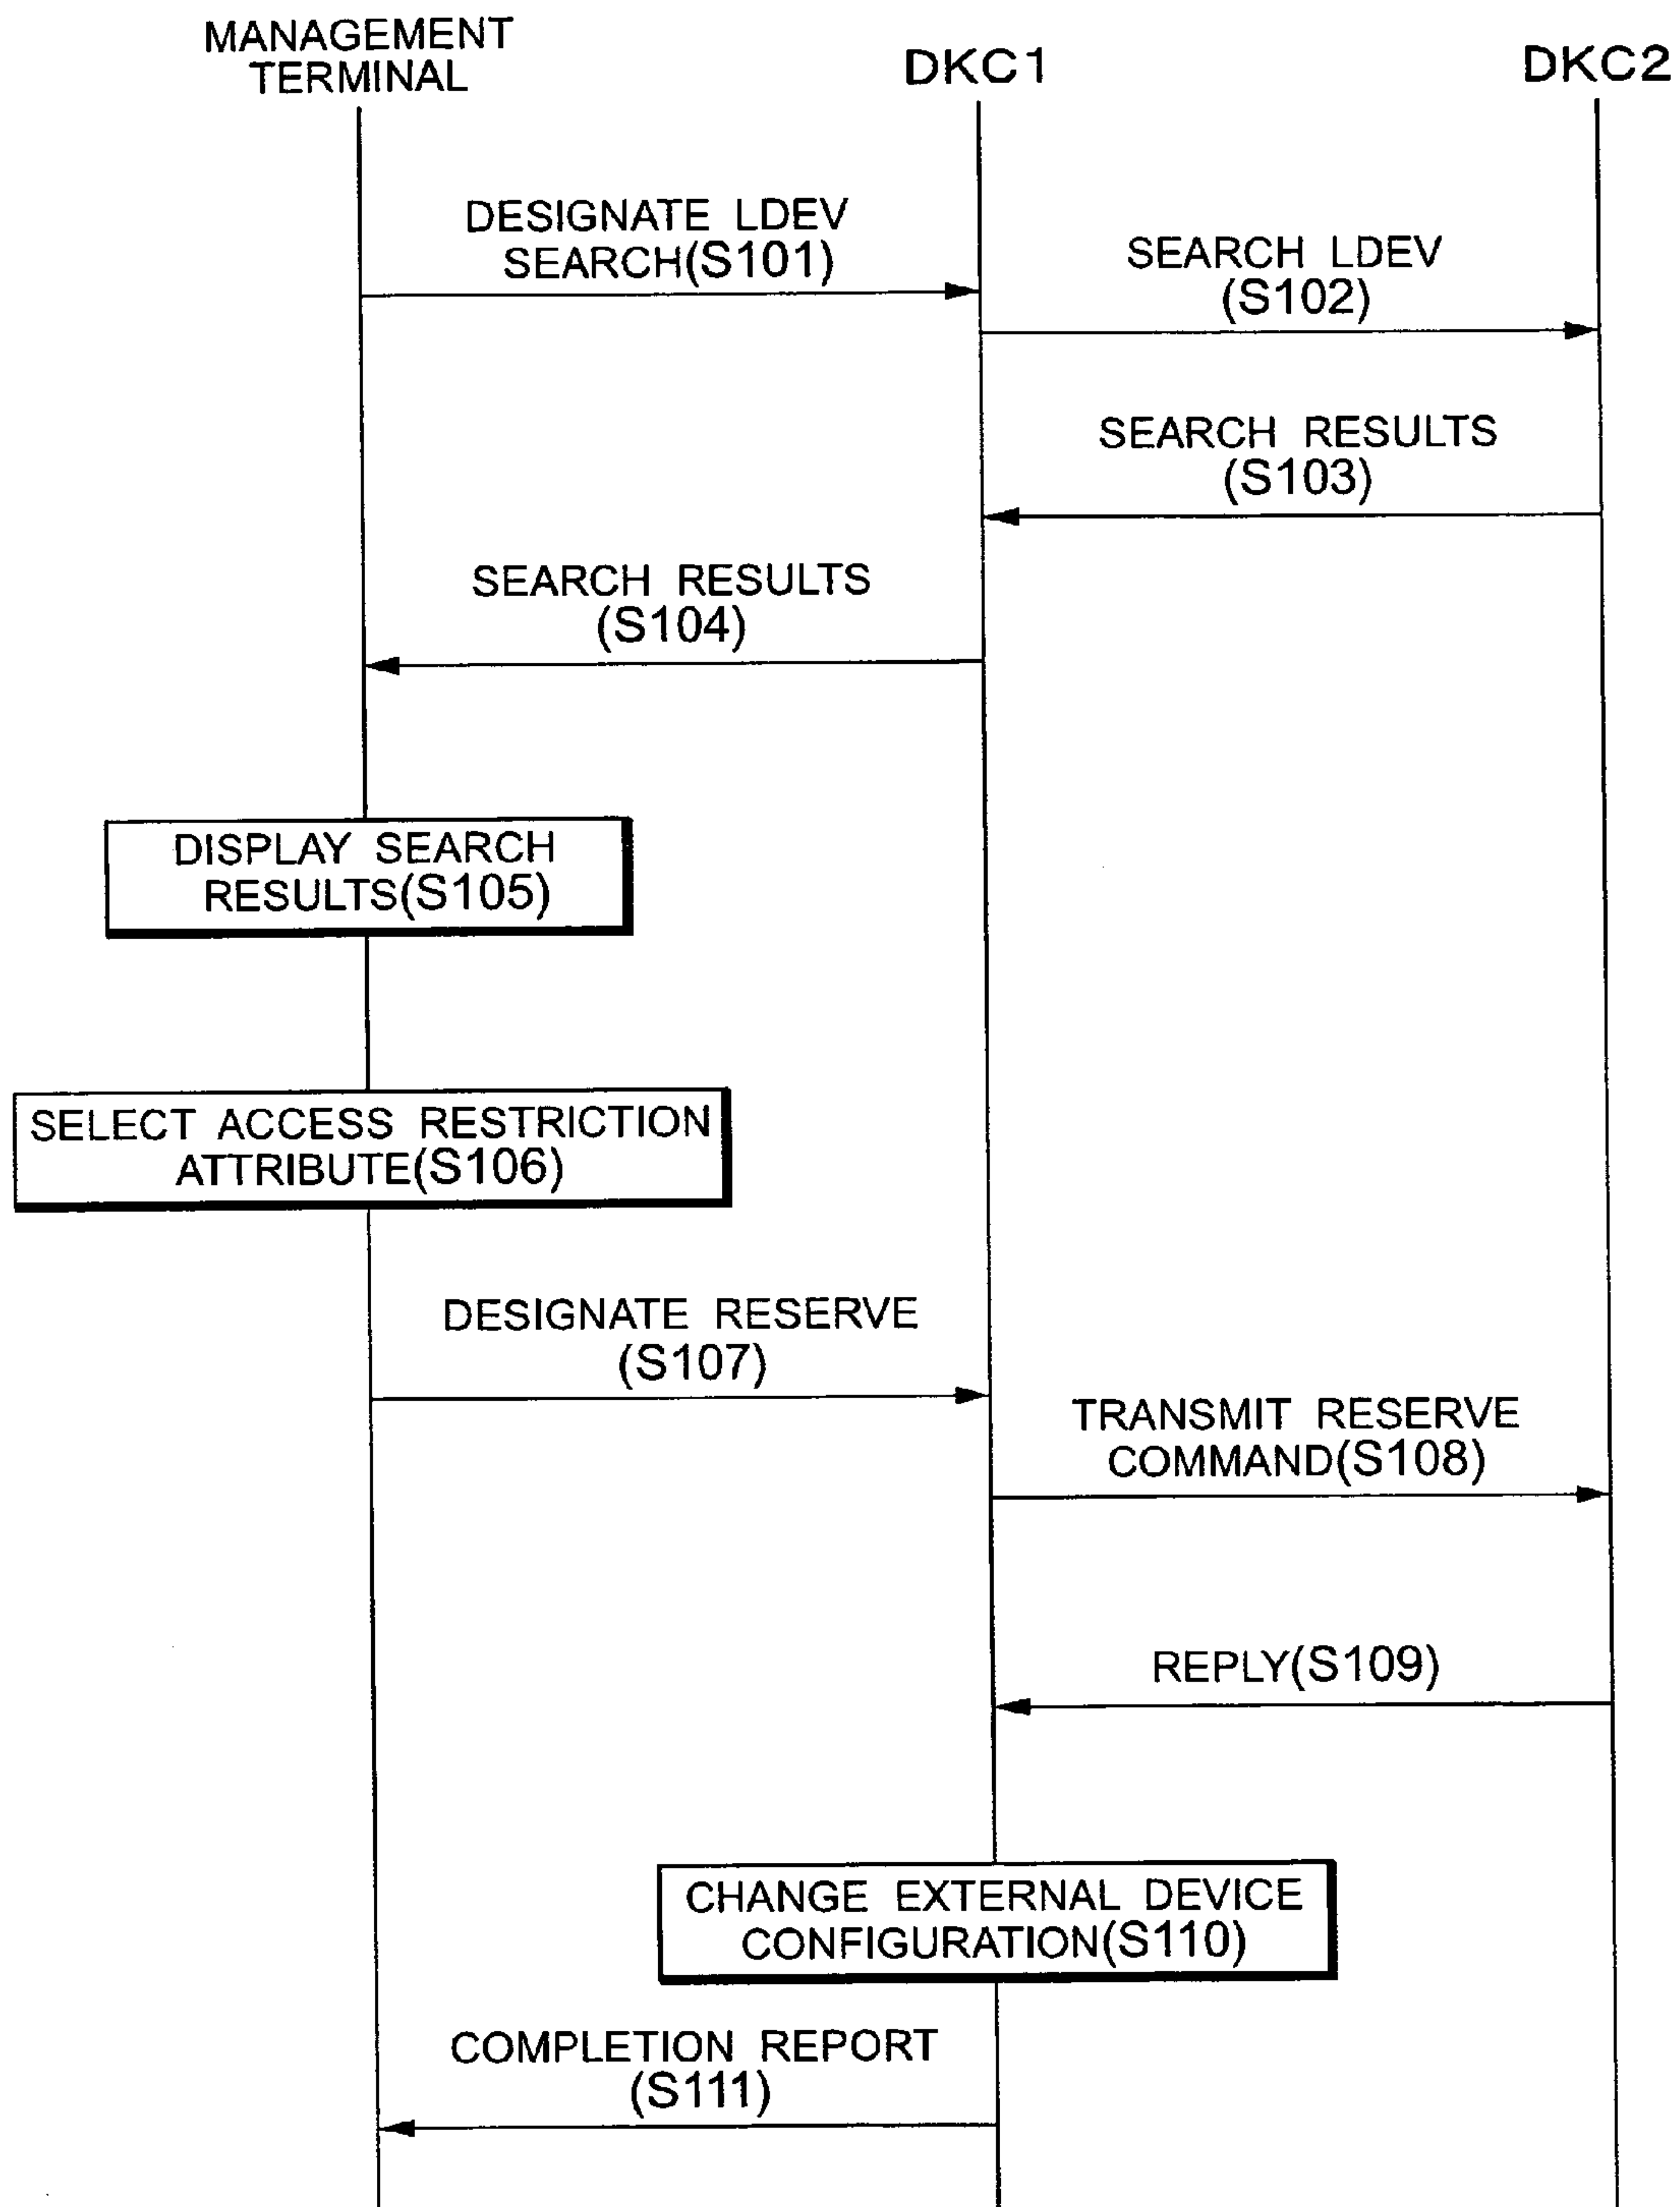 MANAGEMENT
TERMINAL
DKC1
DKC2
DESIGNATE LDEV
SEARCH(S101)
SEARCH LDEV
(S102)
SEARCH RESULTS
(S103)
SEARCH RESULTS
(S104)
DISPLAY SEARCH
RESULTS(S105)
SELECT ACCESS RESTRICTION
ATTRIBUTE(S106)
DESIGNATE RESERVE
(S107)
TRANSMIT RESERVE
COMMAND(S108)
REPLY(S109)
CHANGE EXTERNAL DEVICE
CONFIGURATION(S110)
COMPLETION REPORT
(S111)